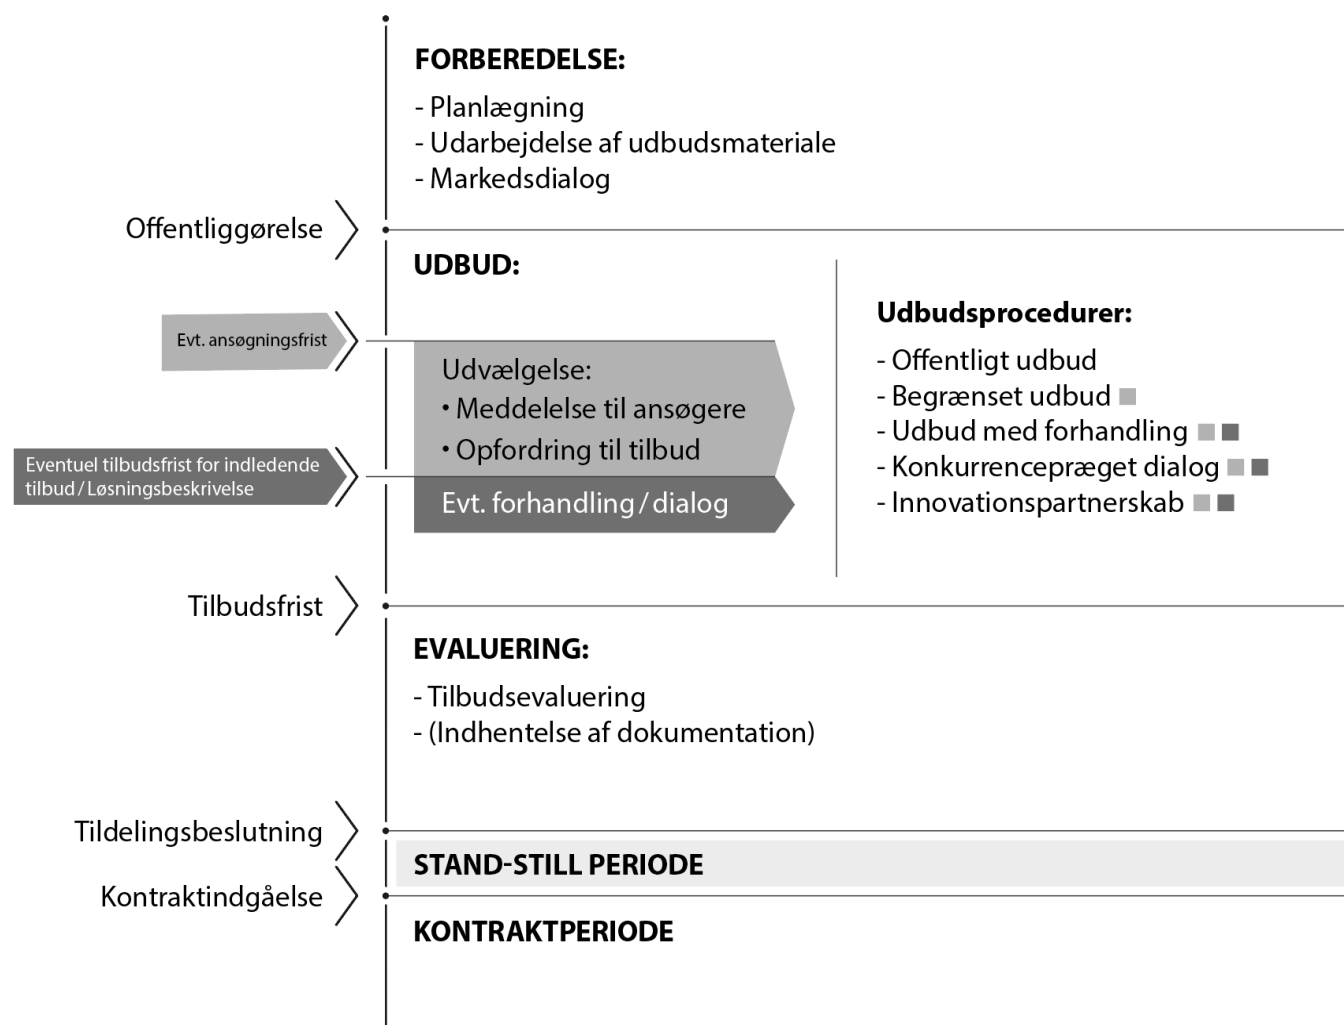 FORBEREDELSE:
- Planlægning
- Udarbejdelse af udbudsmateriale
- Markedsdialog
Offentliggørelse
UDBUD:
Evt. ansøgningsfrist
Udvælgelse:
• Meddelelse til ansøgere
• Opfordring til tilbud
Eventuel tilbudsfrist for indledende
tilbud / Løsningsbeskrivelse
Evt. forhandling / dialog
Udbudsprocedurer:
- Offentligt udbud
- Begrænset udbud
- Udbud med forhandling
- Konkurrencepræget dialog
- Innovationspartnerskab
Tilbudsfrist
EVALUERING:
- Tilbudsevaluering
- (Indhentelse af dokumentation)
Tildelingsbeslutning
STAND-STILL PERIODE
Kontraktindgåelse
KONTRAKTPERIODE